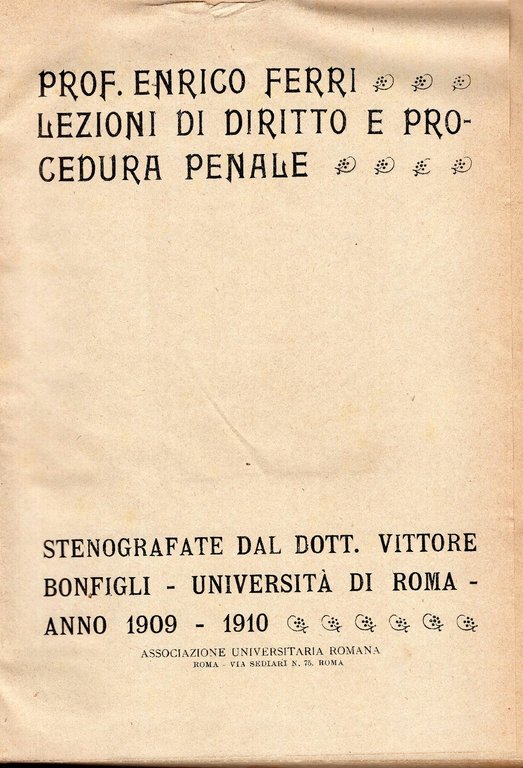 PROF. ENRICO FERRI
LEZIONI DI DIRITTO E PRO-
CEDURA PENALE
STENOGRAFATE DAL DOTT. VITTORE
BONFIGLI - UNIVERSITÀ DI ROMA -
ANNO 1909 - 1910
ASSOCIAZIONE UNIVERSITARIA ROMANA
ROMA - VIA SEDIARI N. 75. ROMA